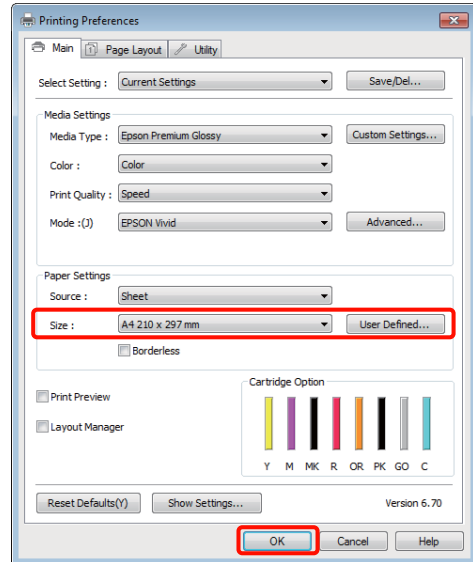 Printing Preferences
Main Page Layout Utility
Select Setting : Current Settings Save/Del...
Media Settings
Media Type : Epson Premium Glossy Custom Settings...
Color : Color
Print Quality : Speed
Mode :(J) EPSON Vivid Advanced...
Paper Settings
Source : Sheet
Size : A4 210 x 297 mm User Defined...
Borderless
Cartridge Option
Print Preview
Layout Manager
Y M MK R OR PK GO C
Reset Defaults(Y) Show Settings... Version 6.70
OK Cancel Help